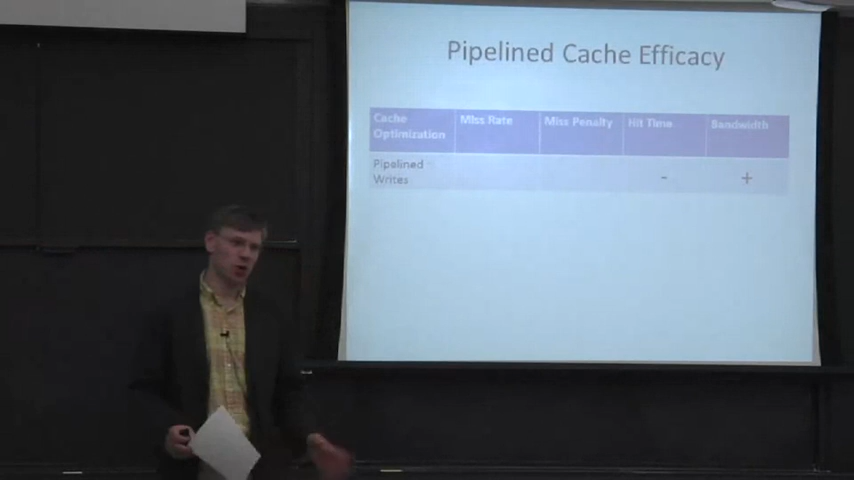 Pipelined Cache Efficacy
Cache Optimization Miss Rate Miss Penalty Hit Time Bandwidth
Pipelined Writes - +